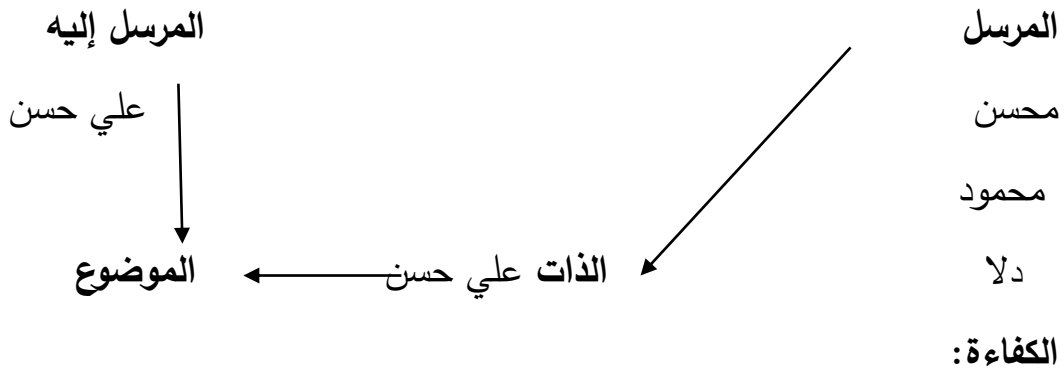 المرسل المرسل إليه
محسن علي حسن
محمود
دلا الذات علي حسن الموضوع
الكفاءة: